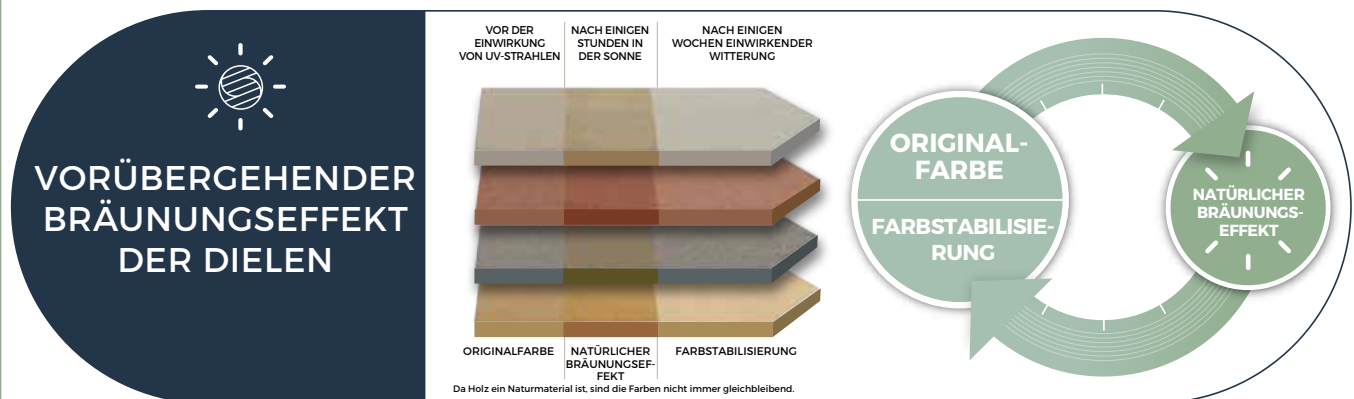 VORÜBERGEHENDER
BRÄUNUNGSEFFEKT
DER DIELEN
VOR DER
EINWIRKUNG
VON UV-STRAHLEN
NACH EINIGEN
STUNDEN IN
DER SONNE
NACH EINIGEN
WOCHEN EINWIRKENDER
WITTERUNG
ORIGINALFARBE
NATÜRLICHER
BRÄUNUNGSEF-
FEKT
FARBSTABILISIERUNG
Da Holz ein Naturmaterial ist, sind die Farben nicht immer gleichbleibend.
ORIGINAL-
FARBE
FARBSTABILISIE-
RUNG
NATÜRLICHER
BRÄUNUNGS-
EFFEKT